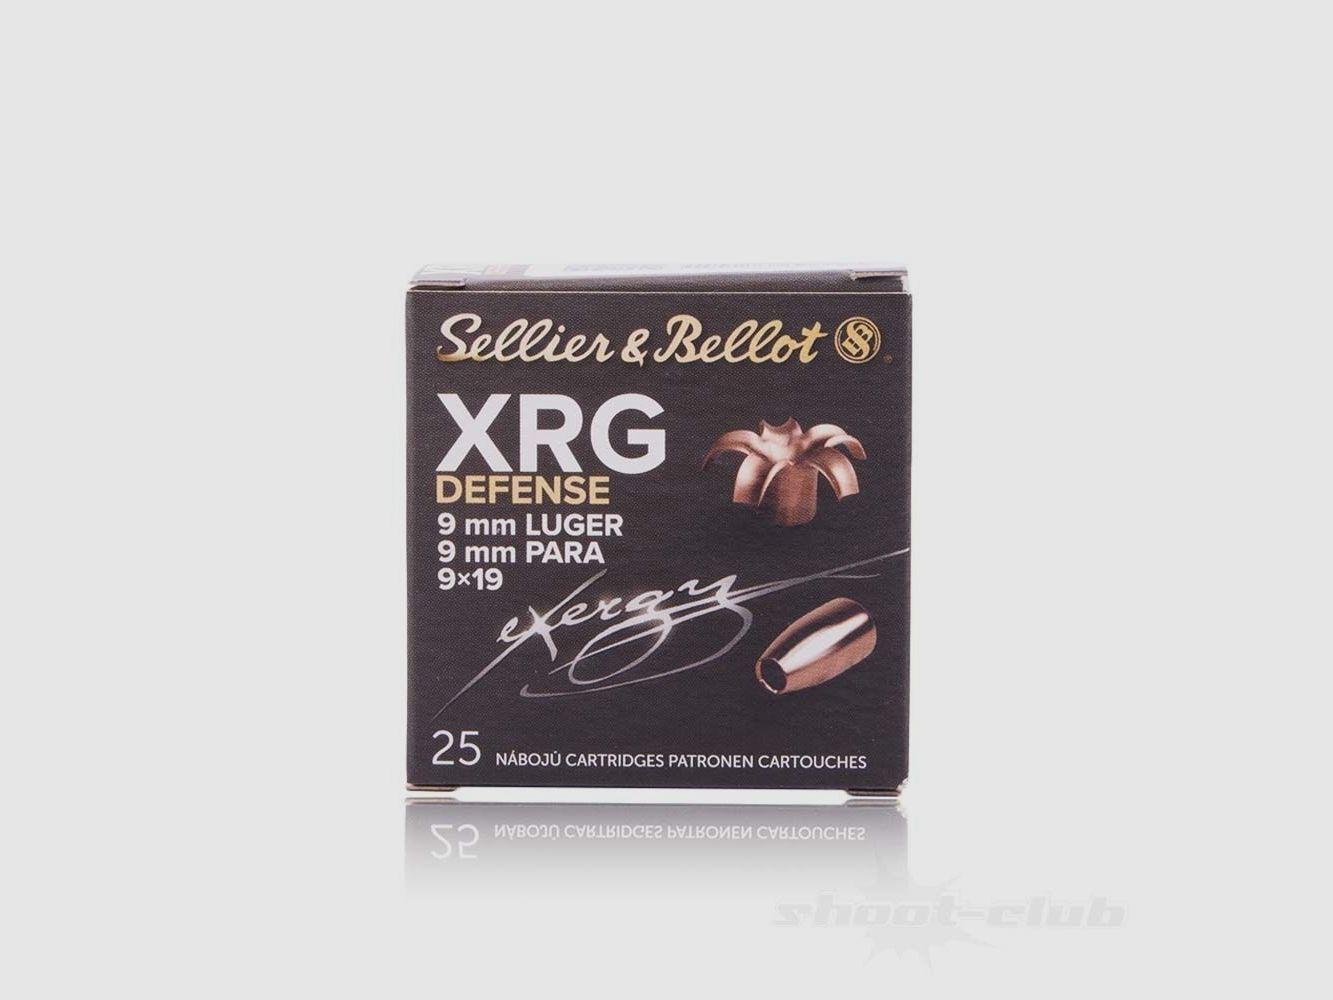 Sellier & Bellot SB
XRG
DEFENSE
9 mm LUGER
9 mm PARA
9×19
exergy
25 NÁBOJŮ CARTRIDGES PATRONEN CARTOUCHES
shoot-club